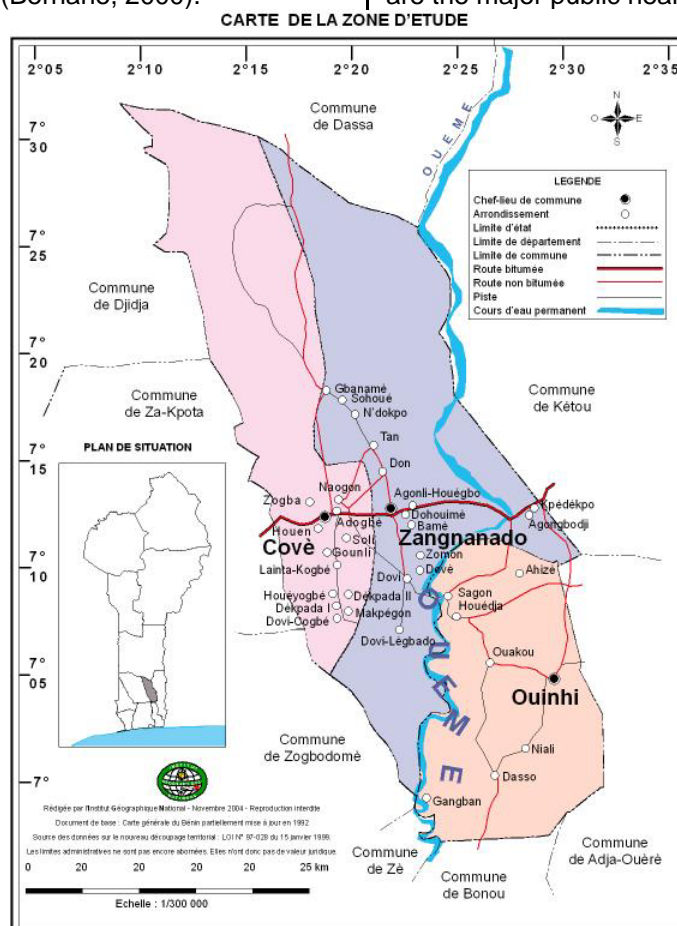 (Bernano, 2000).
are the major public hea
CARTE DE LA ZONE D'ETUDE
2°05 2°10 2°15 2°20 2°25 2°30 2°35
7°
30
7°
25
7°
20
7°
15
7°
10
7°
05
7°
Commune
de Dassa
OUEME
N
O E
S
LEGENDE
Chef-lieu de commune
Arrondissement
Limite d'état
Limite de département
Limite de commune
Route bitumée
Route non bitumée
Piste
Cours d'eau permanent
Commune
de Djidja
Commune
de Za-Kpota
Commune
de Kétou
Gbanamé
Sohoué
N'dokpo
Tan
Don
Naogon
Zogba
Agonli-Houégbo
Kpédékpo
Adogbé
Dohouimè
Agongbodji
Houen
Bamè
Covè
Soli
Zangnanado
Gounli
Zomon
Lainta-Kogbé
Dovi
Dovè
Ahizè
Houéyogbé
Dékpada II
Sagon
Dékpada I
Makpégon
Houédja
Dovi-Cogbé
Dovi-Lègbado
OUEME
Ouakou
Ouinhi
Niali
Dasso
Gangban
PLAN DE SITUATION
Commune
de Zogbodomè
Commune
de Zè
Commune
de Bonou
Commune
de Adja-Ouèrè
Rédigée par l'Institut Géographique National - Novembre 2004 - Reproduction interdite
Document de base : Carte générale du Bénin partiellement mise à jour en 1992
Source des données sur le nouveau découpage territorial : LOI N° 97-028 du 15 janvier 1999.
Les limites administratives ne sont pas encore abornées. Elles n'ont donc pas de valeur juridique.
0 20 20 20 20 25 km
Echelle : 1/300 000